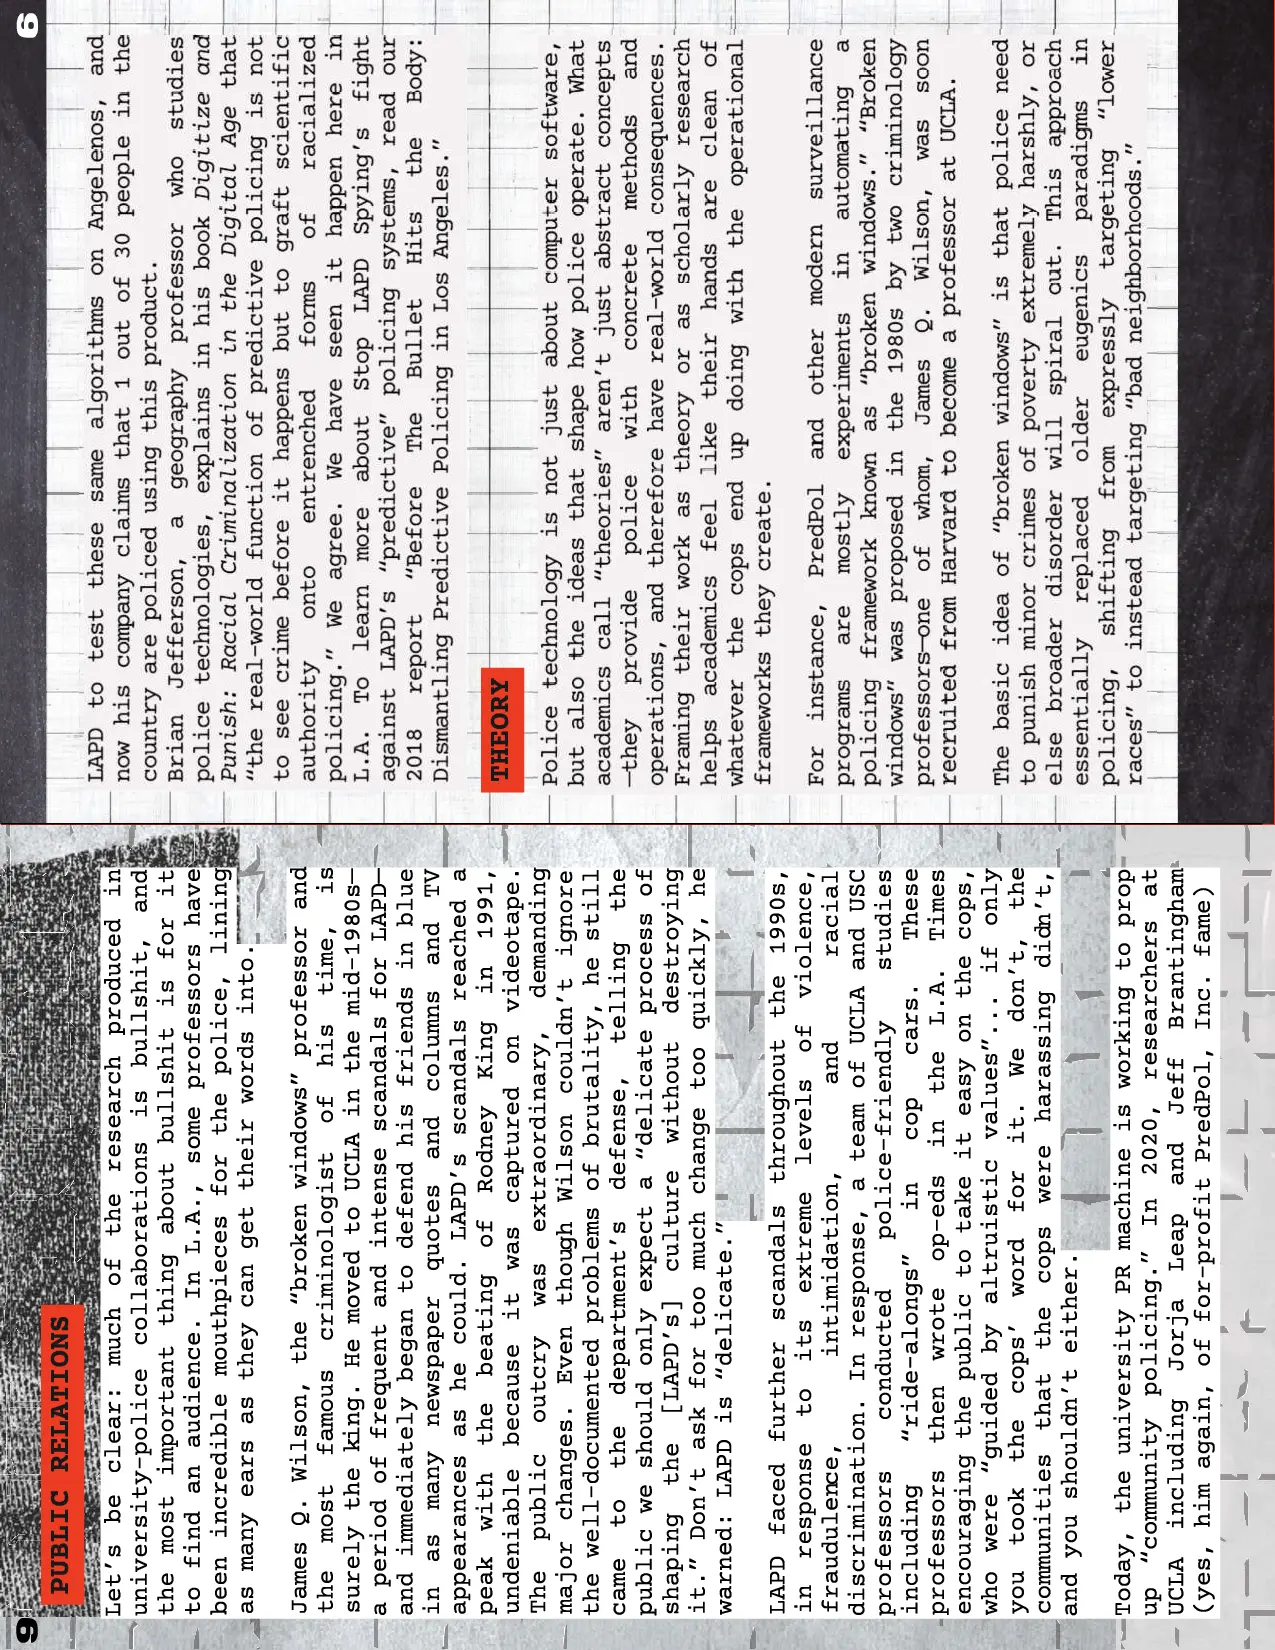 9
PUBLIC RELATIONS
Let's be clear: much of the research produced in
university-police collaborations is bullshit, and
the most important thing about bullshit is for it
to find an audience. In L.A., some professors have
been incredible mouthpieces for the police, lining
as many ears as they can get their words into.
James Q. Wilson, the “broken windows” professor and
the most famous criminologist of his time, is
surely the king. He moved to UCLA in the mid-1980s—
a period of frequent and intense scandals for LAPD—
and immediately began to defend his friends in blue
in as many newspaper quotes and columns and TV
appearances as he could. LAPD's scandals reached a
peak with the beating of Rodney King in 1991,
undeniable because it was captured on videotape.
The public outcry was extraordinary, demanding
major changes. Even though Wilson couldn't ignore
the well-documented problems of brutality, he still
came to the department's defense, telling the
public we should only expect a “delicate process of
shaping the [LAPD's] culture without destroying
it.” Don't ask for too much change too quickly, he
warned: LAPD is “delicate.”
LAPD faced further scandals throughout the 1990s,
in response to its extreme levels of violence,
fraudulence, intimidation, and racial
discrimination. In response, a team of UCLA and USC
professors conducted police-friendly studies
including “ride-alongs” in cop cars. These
professors then wrote op-eds in the L.A. Times
encouraging the public to take it easy on the cops,
who were “guided by altruistic values”... if only
you took the cops' word for it. We don't, the
communities that the cops were harassing didn't,
and you shouldn't either.
Today, the university PR machine is working to prop
up “community policing.” In 2020, researchers at
UCLA including Jorja Leap and Jeff Brantingham
(yes, him again, of for-profit PredPol, Inc. fame)
6
LAPD to test these same algorithms on Angelenos, and
now his company claims that 1 out of 30 people in the
country are policed using this product.
Brian Jefferson, a geography professor who studies
police technologies, explains in his book Digitize and
Punish: Racial Criminalization in the Digital Age that
“the real-world function of predictive policing is not
to see crime before it happens but to graft scientific
authority onto entrenched forms of racialized
policing.” We agree. We have seen it happen here in
L.A. To learn more about Stop LAPD Spying's fight
against LAPD's “predictive” policing systems, read our
2018 report “Before The Bullet Hits the Body:
Dismantling Predictive Policing in Los Angeles.”
THEORY
Police technology is not just about computer software,
but also the ideas that shape how police operate. What
academics call “theories” aren't just abstract concepts
—they provide police with concrete methods and
operations, and therefore have real-world consequences.
Framing their work as theory or as scholarly research
helps academics feel like their hands are clean of
whatever the cops end up doing with the operational
frameworks they create.
For instance, PredPol and other modern surveillance
programs are mostly experiments in automating a
policing framework known as “broken windows.” “Broken
windows” was proposed in the 1980s by two criminology
professors—one of whom, James Q. Wilson, was soon
recruited from Harvard to become a professor at UCLA.
The basic idea of “broken windows” is that police need
to punish minor crimes of poverty extremely harshly, or
else broader disorder will spiral out. This approach
essentially replaced older eugenics paradigms in
policing, shifting from expressly targeting “lower
races” to instead targeting “bad neighborhoods.”